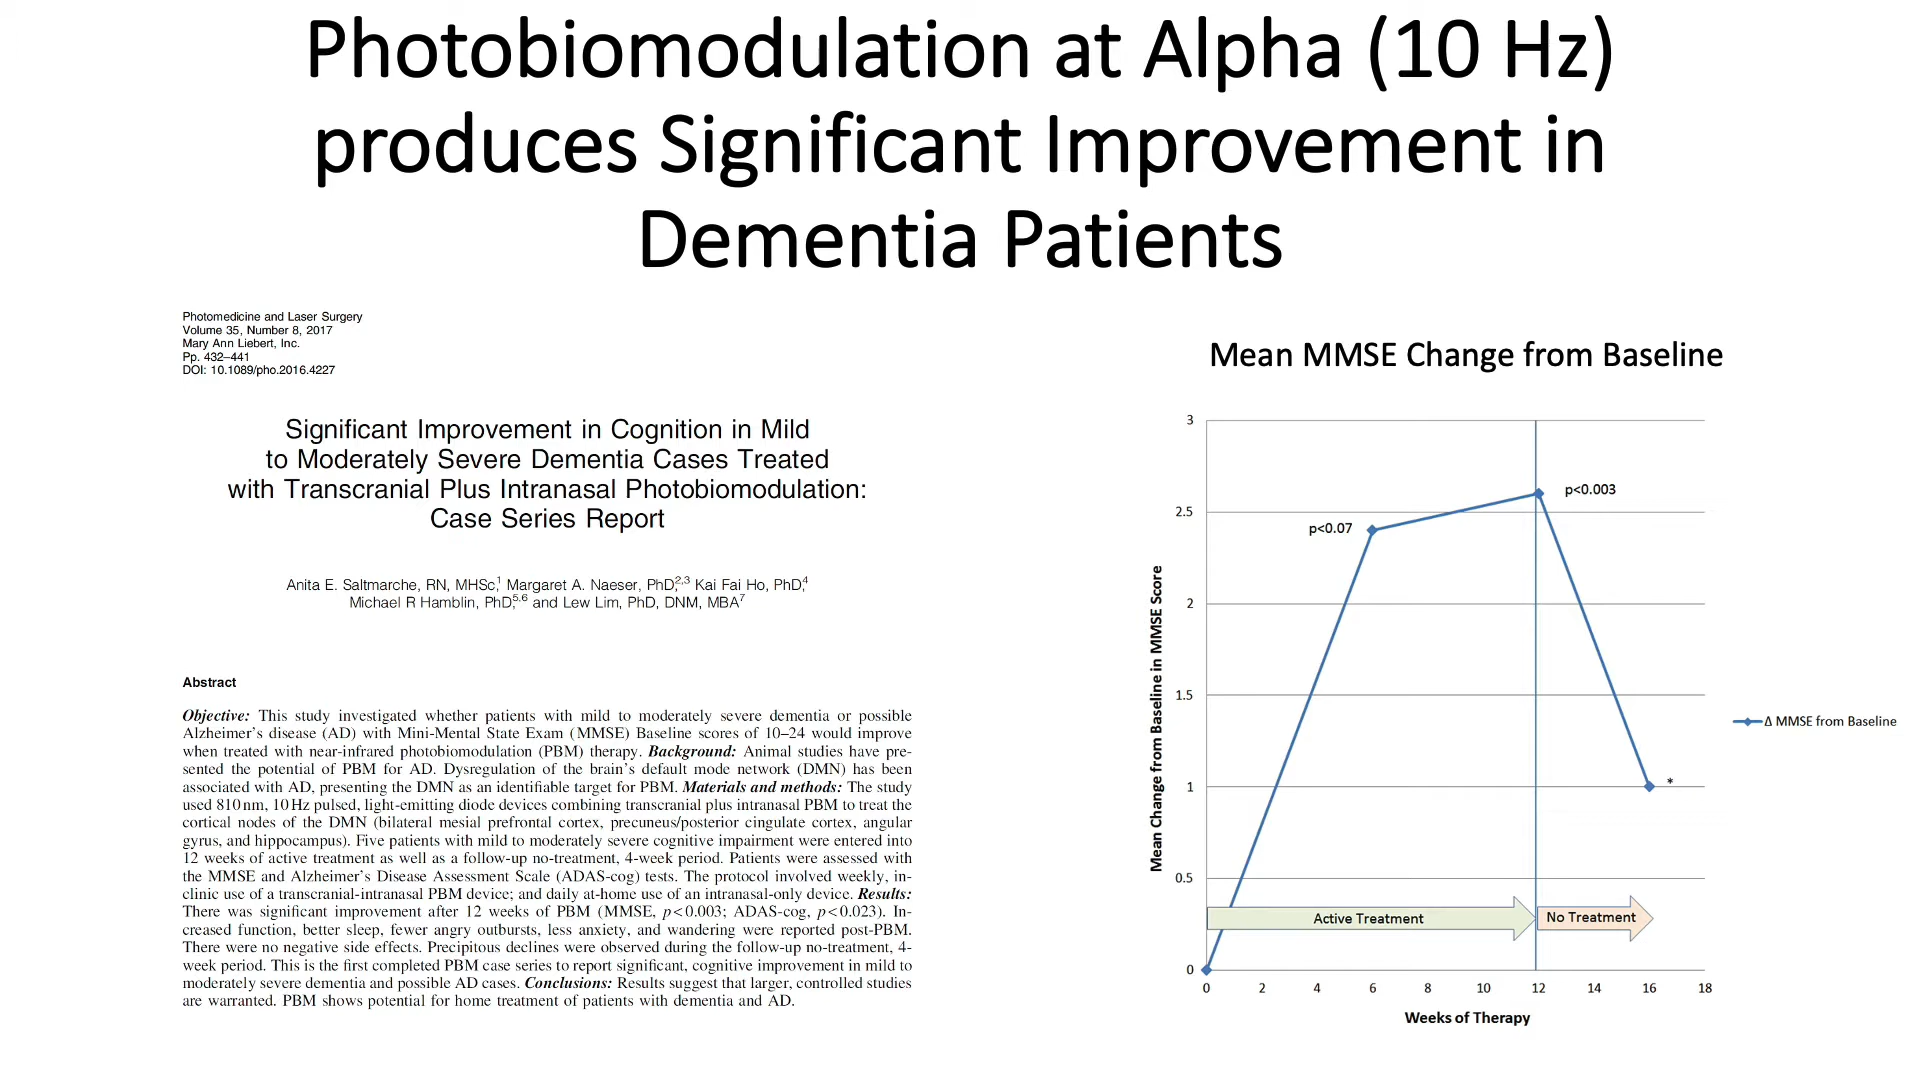 Photobiomodulation at Alpha (10 Hz)
produces Significant Improvement in
Dementia Patients
Photomedicine and Laser Surgery
Volume 35, Number 8, 2017
Mary Ann Liebert, Inc.
Pp. 432–441
DOI: 10.1089/pho.2016.4227
Significant Improvement in Cognition in Mild
to Moderately Severe Dementia Cases Treated
with Transcranial Plus Intranasal Photobiomodulation:
Case Series Report
Anita E. Saltmarche, RN, MHSc,1 Margaret A. Naeser, PhD,2,3 Kai Fai Ho, PhD,4
Michael R Hamblin, PhD,5,6 and Lew Lim, PhD, DNM, MBA7
Abstract
Objective: This study investigated whether patients with mild to moderately severe dementia or possible
Alzheimer's disease (AD) with Mini-Mental State Exam (MMSE) Baseline scores of 10–24 would improve
when treated with near-infrared photobiomodulation (PBM) therapy. Background: Animal studies have pre-
sented the potential of PBM for AD. Dysregulation of the brain's default mode network (DMN) has been
associated with AD, presenting the DMN as an identifiable target for PBM. Materials and methods: The study
used 810 nm, 10 Hz pulsed, light-emitting diode devices combining transcranial plus intranasal PBM to treat the
cortical nodes of the DMN (bilateral mesial prefrontal cortex, precuneus/posterior cingulate cortex, angular
gyrus, and hippocampus). Five patients with mild to moderately severe cognitive impairment were entered into
12 weeks of active treatment as well as a follow-up no-treatment, 4-week period. Patients were assessed with
the MMSE and Alzheimer's Disease Assessment Scale (ADAS-cog) tests. The protocol involved weekly, in-
clinic use of a transcranial-intranasal PBM device; and daily at-home use of an intranasal-only device. Results:
There was significant improvement after 12 weeks of PBM (MMSE, p<0.003; ADAS-cog, p<0.023). In-
creased function, better sleep, fewer angry outbursts, less anxiety, and wandering were reported post-PBM.
There were no negative side effects. Precipitous declines were observed during the follow-up no-treatment, 4-
week period. This is the first completed PBM case series to report significant, cognitive improvement in mild to
moderately severe dementia and possible AD cases. Conclusions: Results suggest that larger, controlled studies
are warranted. PBM shows potential for home treatment of patients with dementia and AD.
Mean MMSE Change from Baseline
Mean Change from Baseline in MMSE Score
3
2.5
2
1.5
1
0.5
0
p<0.07
p<0.003
*
Δ MMSE from Baseline
Active Treatment
No Treatment
0 2 4 6 8 10 12 14 16 18
Weeks of Therapy